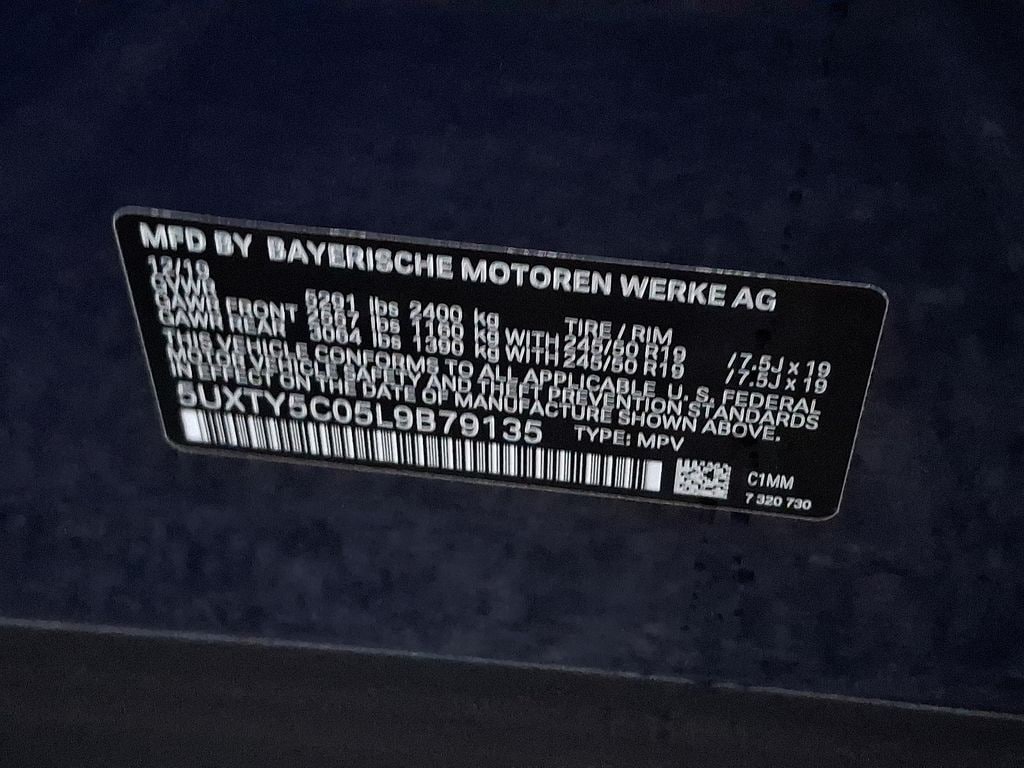 MFD BY BAYERISCHE MOTOREN WERKE AG
12/19
GVWR 5291 lbs 2400 kg TIRE / RIM
GAWR FRONT 2557 lbs 1160 kg WITH 245/50 R19 /7.5J x 19
GAWR REAR 3064 lbs 1390 kg WITH 245/50 R19 /7.5J x 19
THIS VEHICLE CONFORMS TO ALL APPLICABLE U. S. FEDERAL
MOTOR VEHICLE SAFETY AND THEFT PREVENTION STANDARDS
IN EFFECT ON THE DATE OF MANUFACTURE SHOWN ABOVE.
5UXTY5C05L9B79135 TYPE: MPV
C1MM
7 320 730